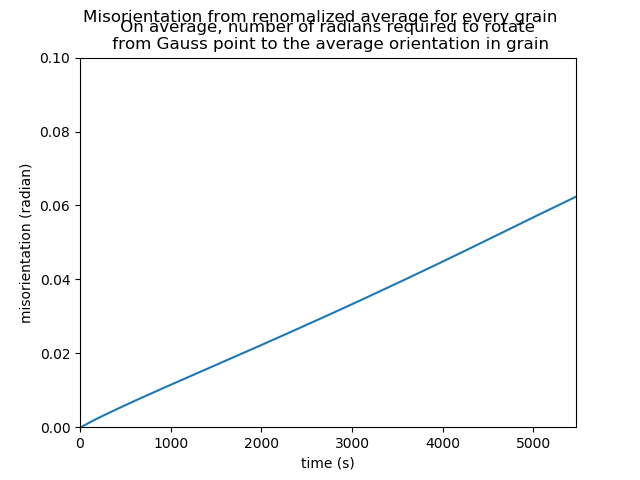 Misorientation from renomalized average for every grain
On average, number of radians required to rotate
from Gauss point to the average orientation in grain
0.10
0.08
0.06
0.04
0.02
0.00
misorientation (radian)
0 1000 2000 3000 4000 5000
time (s)